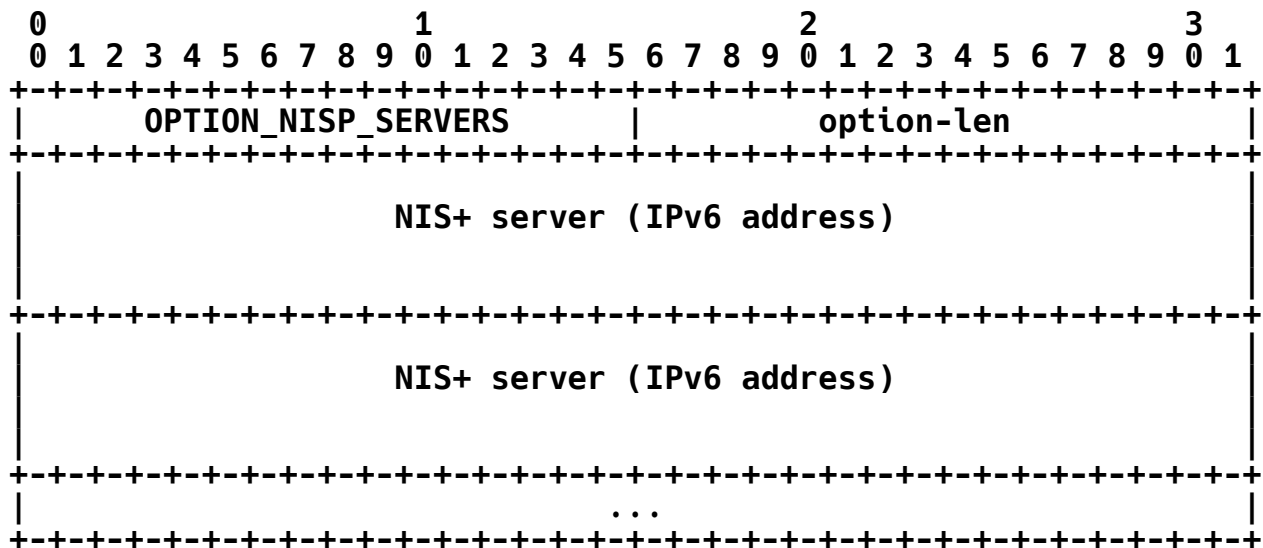 0                   1                   2                   3
 0 1 2 3 4 5 6 7 8 9 0 1 2 3 4 5 6 7 8 9 0 1 2 3 4 5 6 7 8 9 0 1
+-+-+-+-+-+-+-+-+-+-+-+-+-+-+-+-+-+-+-+-+-+-+-+-+-+-+-+-+-+-+-+-+
|      OPTION_NISP_SERVERS      |         option-len            |
+-+-+-+-+-+-+-+-+-+-+-+-+-+-+-+-+-+-+-+-+-+-+-+-+-+-+-+-+-+-+-+-+
|                                                               |
|                   NIS+ server (IPv6 address)                  |
|                                                               |
|                                                               |
+-+-+-+-+-+-+-+-+-+-+-+-+-+-+-+-+-+-+-+-+-+-+-+-+-+-+-+-+-+-+-+-+
|                                                               |
|                   NIS+ server (IPv6 address)                  |
|                                                               |
|                                                               |
+-+-+-+-+-+-+-+-+-+-+-+-+-+-+-+-+-+-+-+-+-+-+-+-+-+-+-+-+-+-+-+-+
|                              ...                              |
+-+-+-+-+-+-+-+-+-+-+-+-+-+-+-+-+-+-+-+-+-+-+-+-+-+-+-+-+-+-+-+-+